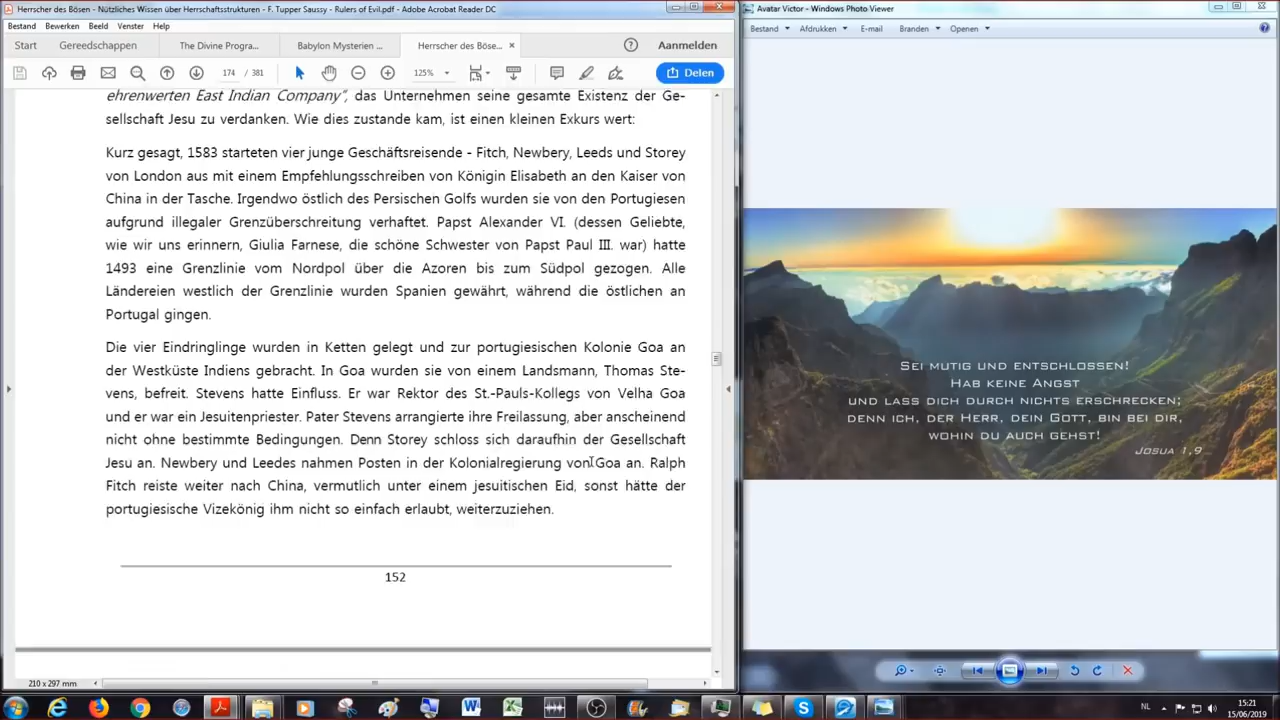 Herrscher des Bösen - Nützliches Wissen über Herrschaftsstrukturen - F. Tupper Saussy - Rulers of Evil.pdf - Adobe Acrobat Reader DC
Bestand Bewerken Beeld Venster Help
Start Gereedschappen The Divine Progra... Babylon Mysterien ... Herrscher des Böse... × Aanmelden
174 / 381 125% Delen
ehrenwerten East Indian Company“, das Unternehmen seine gesamte Existenz der Ge-
sellschaft Jesu zu verdanken. Wie dies zustande kam, ist einen kleinen Exkurs wert:
Kurz gesagt, 1583 starteten vier junge Geschäftsreisende - Fitch, Newbery, Leeds und Storey
von London aus mit einem Empfehlungsschreiben von Königin Elisabeth an den Kaiser von
China in der Tasche. Irgendwo östlich des Persischen Golfs wurden sie von den Portugiesen
aufgrund illegaler Grenzüberschreitung verhaftet. Papst Alexander VI. (dessen Geliebte,
wie wir uns erinnern, Giulia Farnese, die schöne Schwester von Papst Paul III. war) hatte
1493 eine Grenzlinie vom Nordpol über die Azoren bis zum Südpol gezogen. Alle
Ländereien westlich der Grenzlinie wurden Spanien gewährt, während die östlichen an
Portugal gingen.
Die vier Eindringlinge wurden in Ketten gelegt und zur portugiesischen Kolonie Goa an
der Westküste Indiens gebracht. In Goa wurden sie von einem Landsmann, Thomas Ste-
vens, befreit. Stevens hatte Einfluss. Er war Rektor des St.-Pauls-Kollegs von Velha Goa
und er war ein Jesuitenpriester. Pater Stevens arrangierte ihre Freilassung, aber anscheinend
nicht ohne bestimmte Bedingungen. Denn Storey schloss sich daraufhin der Gesellschaft
Jesu an. Newbery und Leedes nahmen Posten in der Kolonialregierung von Goa an. Ralph
Fitch reiste weiter nach China, vermutlich unter einem jesuitischen Eid, sonst hätte der
portugiesische Vizekönig ihm nicht so einfach erlaubt, weiterzuziehen.
152
210 x 297 mm
Avatar Victor - Windows Photo Viewer
Bestand Afdrukken E-mail Branden Openen
Sei mutig und entschlossen!
Hab keine Angst
und lass dich durch nichts erschrecken;
denn ich, der Herr, dein Gott, bin bei dir,
wohin du auch gehst!
Josua 1,9
NL 15:21
15/06/2019